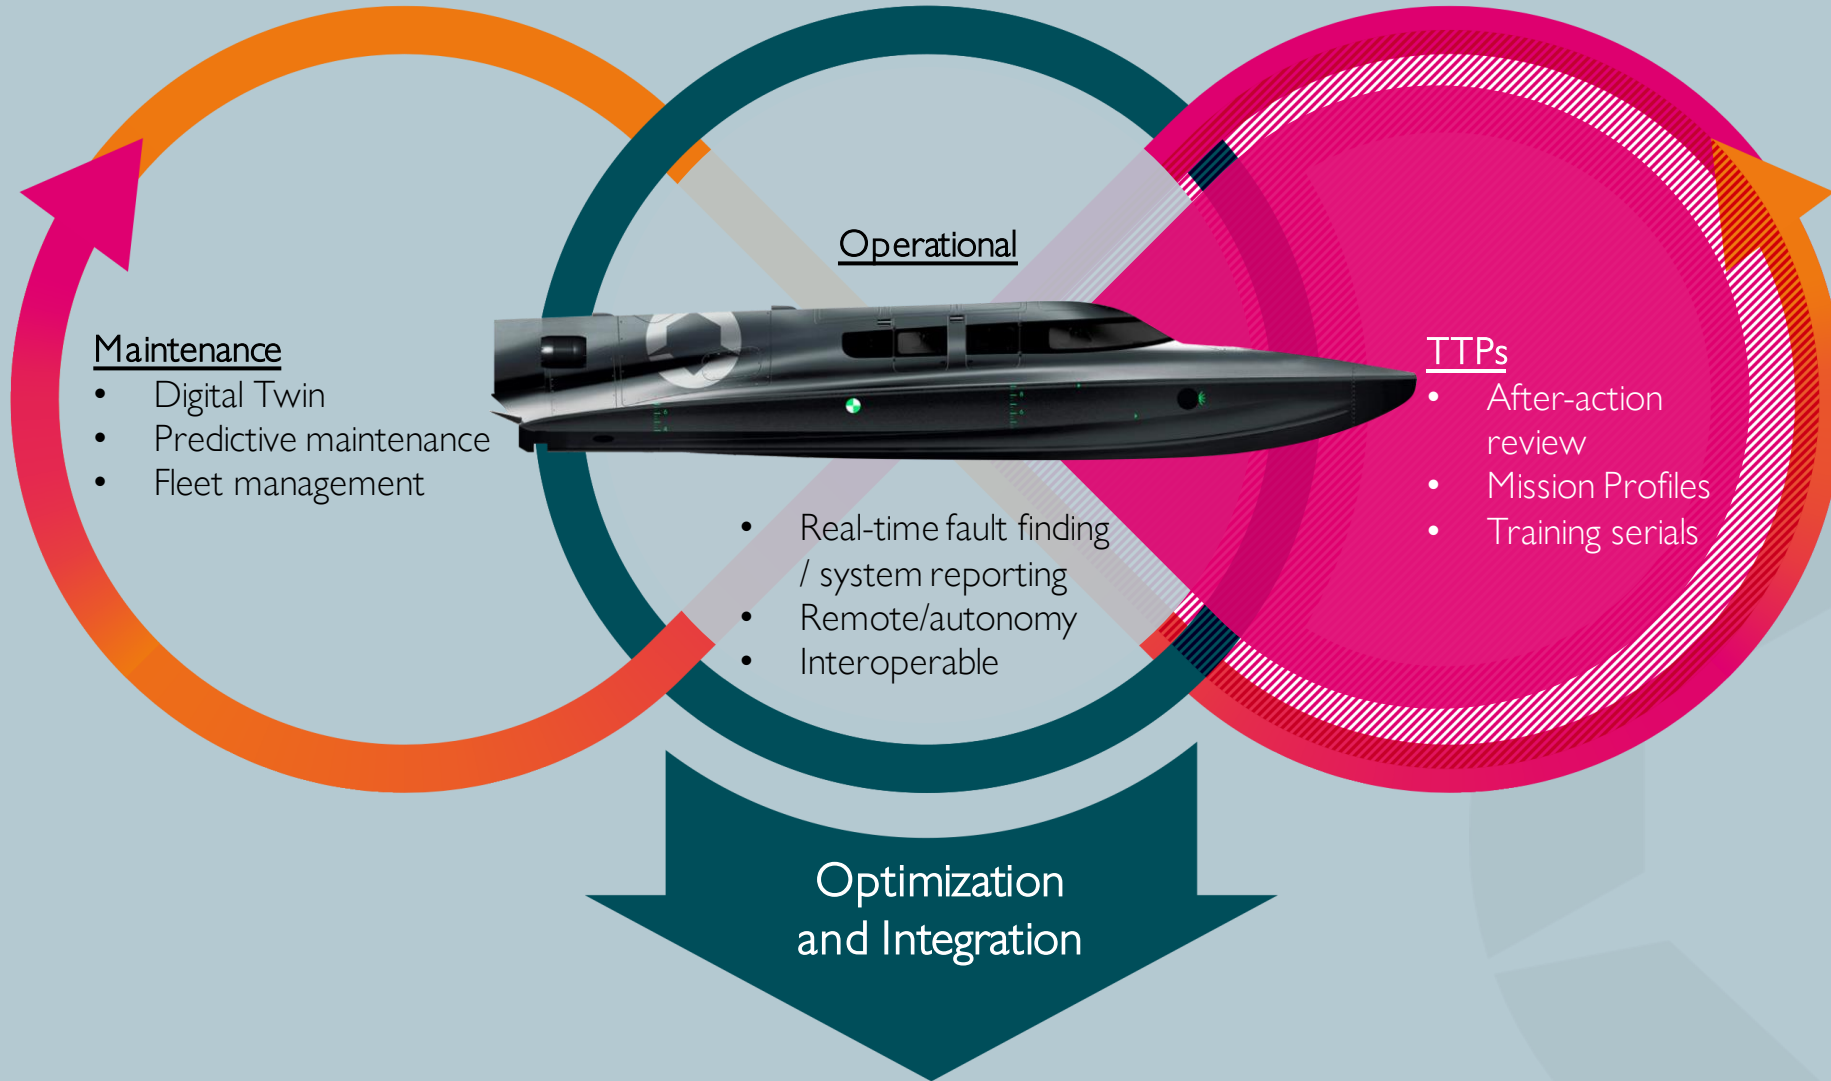 Operational
Maintenance
• Digital Twin
• Predictive maintenance
• Fleet management
TTPs
• After-action
review
• Mission Profiles
• Training serials
• Real-time fault finding
/ system reporting
• Remote/autonomy
• Interoperable
Optimization
and Integration